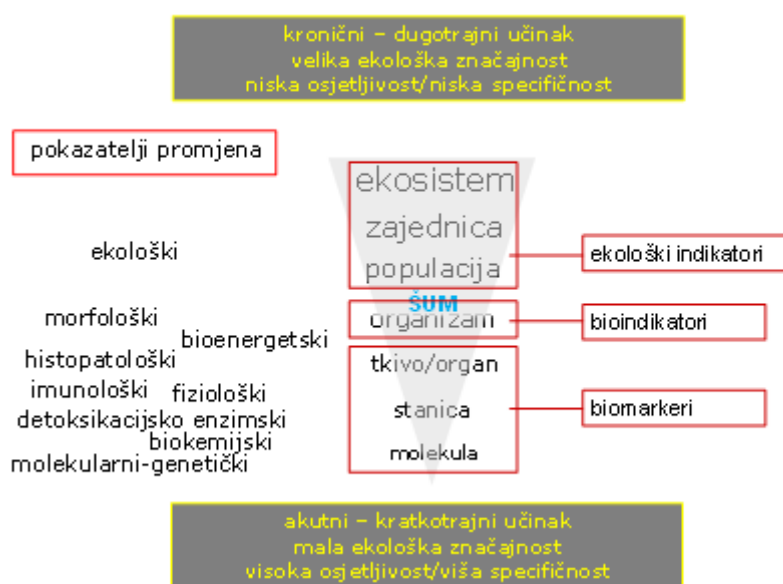 kronični – dugotrajni učinak
velika ekološka značajnost
niska osjetljivost/niska specifičnost
pokazatelji promjena
ekosistem
zajednica
populacija
ekološki
ekološki indikatori
ŠUM
organizam
bioindikatori
morfološki
bioenergetski
histopatološki
imunološki
fiziološki
detoksikacijsko enzimski
biokemijski
molekularni-genetički
tkivo/organ
stanica
molekula
biomarkeri
akutni – kratkotrajni učinak
mala ekološka značajnost
visoka osjetljivost/viša specifičnost